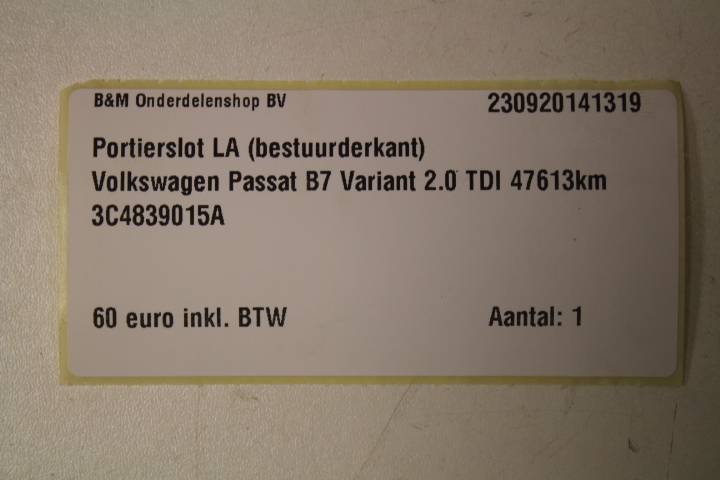 B&M Onderdelenshop BV 230920141319
Portierslot LA (bestuurderkant)
Volkswagen Passat B7 Variant 2.0 TDI 47613km
3C4839015A
60 euro inkl. BTW Aantal: 1